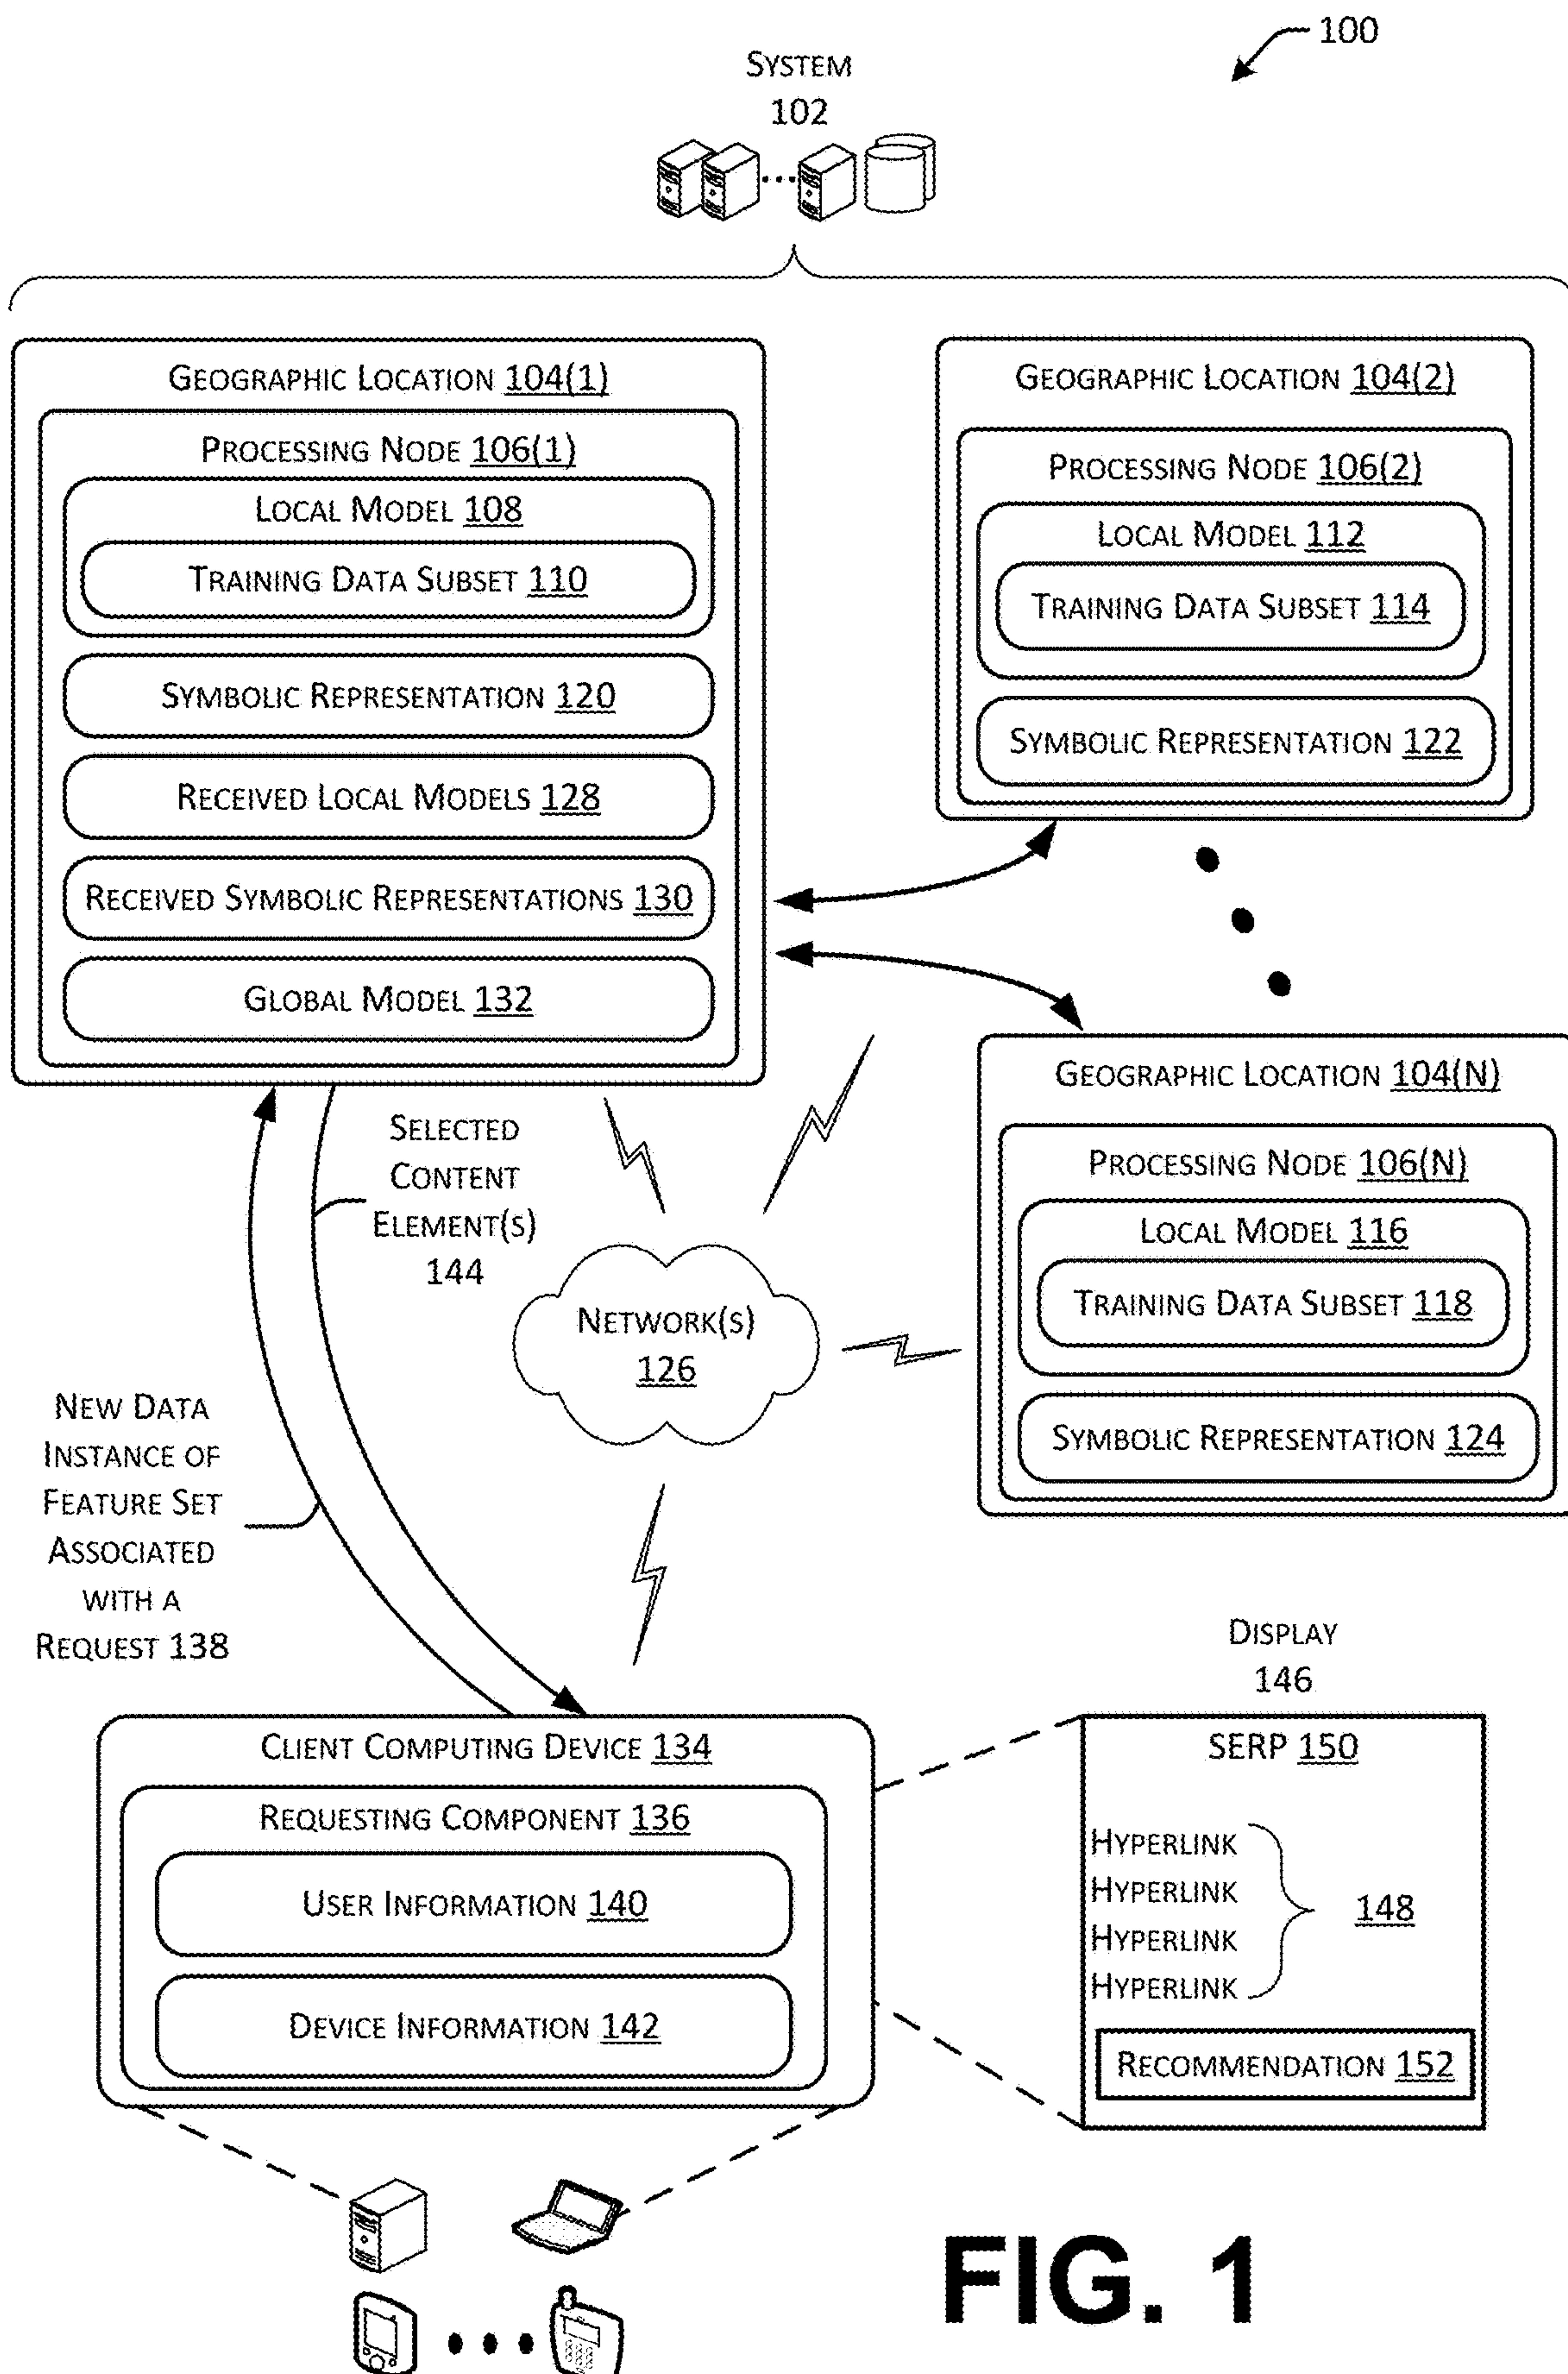 100
SYSTEM
102
GEOGRAPHIC LOCATION 104(1)
PROCESSING NODE 106(1)
LOCAL MODEL 108
TRAINING DATA SUBSET 110
SYMBOLIC REPRESENTATION 120
RECEIVED LOCAL MODELS 128
RECEIVED SYMBOLIC REPRESENTATIONS 130
GLOBAL MODEL 132
GEOGRAPHIC LOCATION 104(2)
PROCESSING NODE 106(2)
LOCAL MODEL 112
TRAINING DATA SUBSET 114
SYMBOLIC REPRESENTATION 122
GEOGRAPHIC LOCATION 104(N)
PROCESSING NODE 106(N)
LOCAL MODEL 116
TRAINING DATA SUBSET 118
SYMBOLIC REPRESENTATION 124
SELECTED
CONTENT
ELEMENT(S)
144
NETWORK(S)
126
NEW DATA
INSTANCE OF
FEATURE SET
ASSOCIATED
WITH A
REQUEST 138
CLIENT COMPUTING DEVICE 134
REQUESTING COMPONENT 136
USER INFORMATION 140
DEVICE INFORMATION 142
DISPLAY
146
SERP 150
HYPERLINK
HYPERLINK
HYPERLINK
HYPERLINK
148
RECOMMENDATION 152
FIG. 1